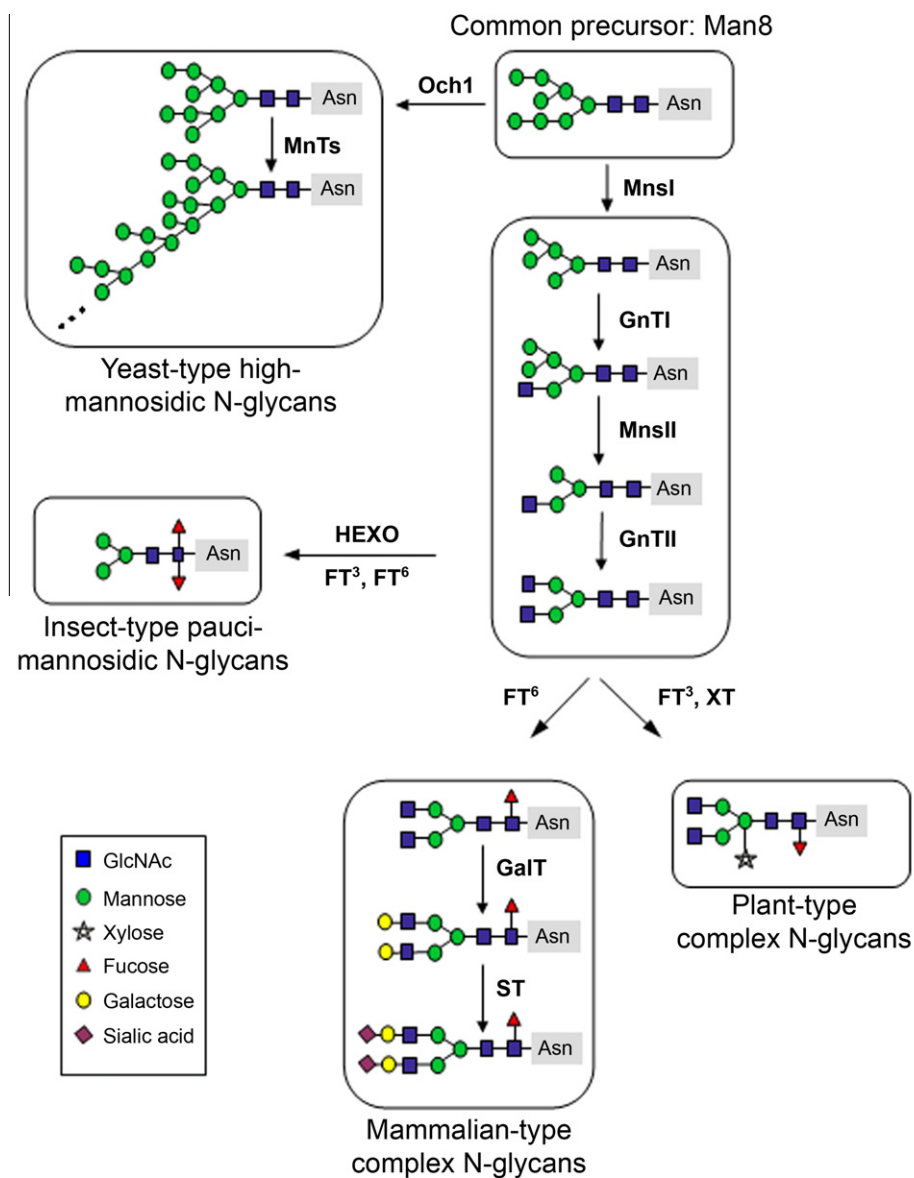 Common precursor: Man8
Asn
Och1
Asn
MnTs
Asn
MnsI
Asn
GnTI
Asn
MnsII
Asn
GnTII
Asn
Yeast-type high-
mannosidic N-glycans
HEXO
FT³, FT⁶
Asn
Insect-type pauci-
mannosidic N-glycans
FT⁶
FT³, XT
Asn
GalT
Asn
ST
Asn
Mammalian-type
complex N-glycans
Asn
Plant-type
complex N-glycans
GlcNAc
Mannose
Xylose
Fucose
Galactose
Sialic acid